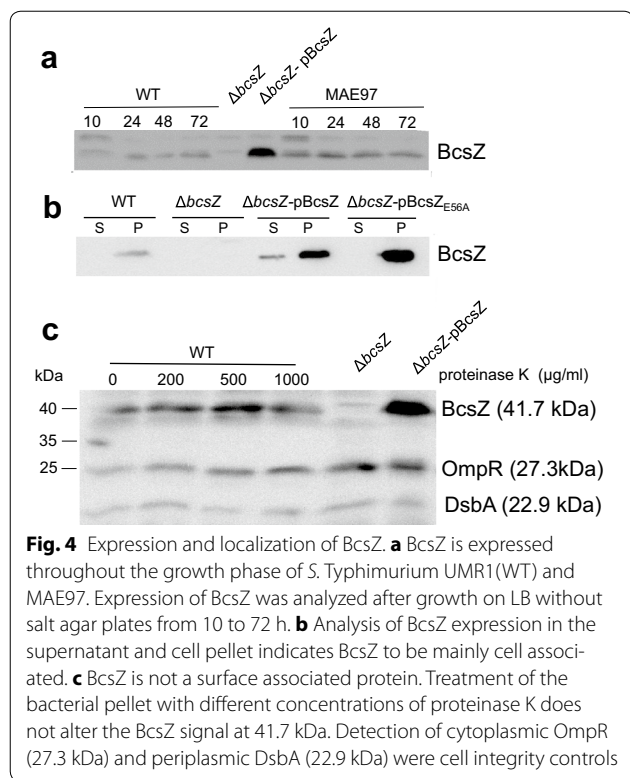 a
WT ΔbcsZ ΔbcsZ- pBcsZ MAE97
10 24 48 72 10 24 48 72
BcsZ
b
WT ΔbcsZ ΔbcsZ-pBcsZ ΔbcsZ-pBcsZE56A
S P S P S P S P
BcsZ
c
WT ΔbcsZ ΔbcsZ-pBcsZ
kDa 0 200 500 1000 proteinase K (µg/ml)
40 BcsZ (41.7 kDa)
35
25 OmpR (27.3kDa)
DsbA (22.9 kDa)
Fig. 4 Expression and localization of BcsZ. a BcsZ is expressed
throughout the growth phase of S. Typhimurium UMR1(WT) and
MAE97. Expression of BcsZ was analyzed after growth on LB without
salt agar plates from 10 to 72 h. b Analysis of BcsZ expression in the
supernatant and cell pellet indicates BcsZ to be mainly cell associ-
ated. c BcsZ is not a surface associated protein. Treatment of the
bacterial pellet with different concentrations of proteinase K does
not alter the BcsZ signal at 41.7 kDa. Detection of cytoplasmic OmpR
(27.3 kDa) and periplasmic DsbA (22.9 kDa) were cell integrity controls